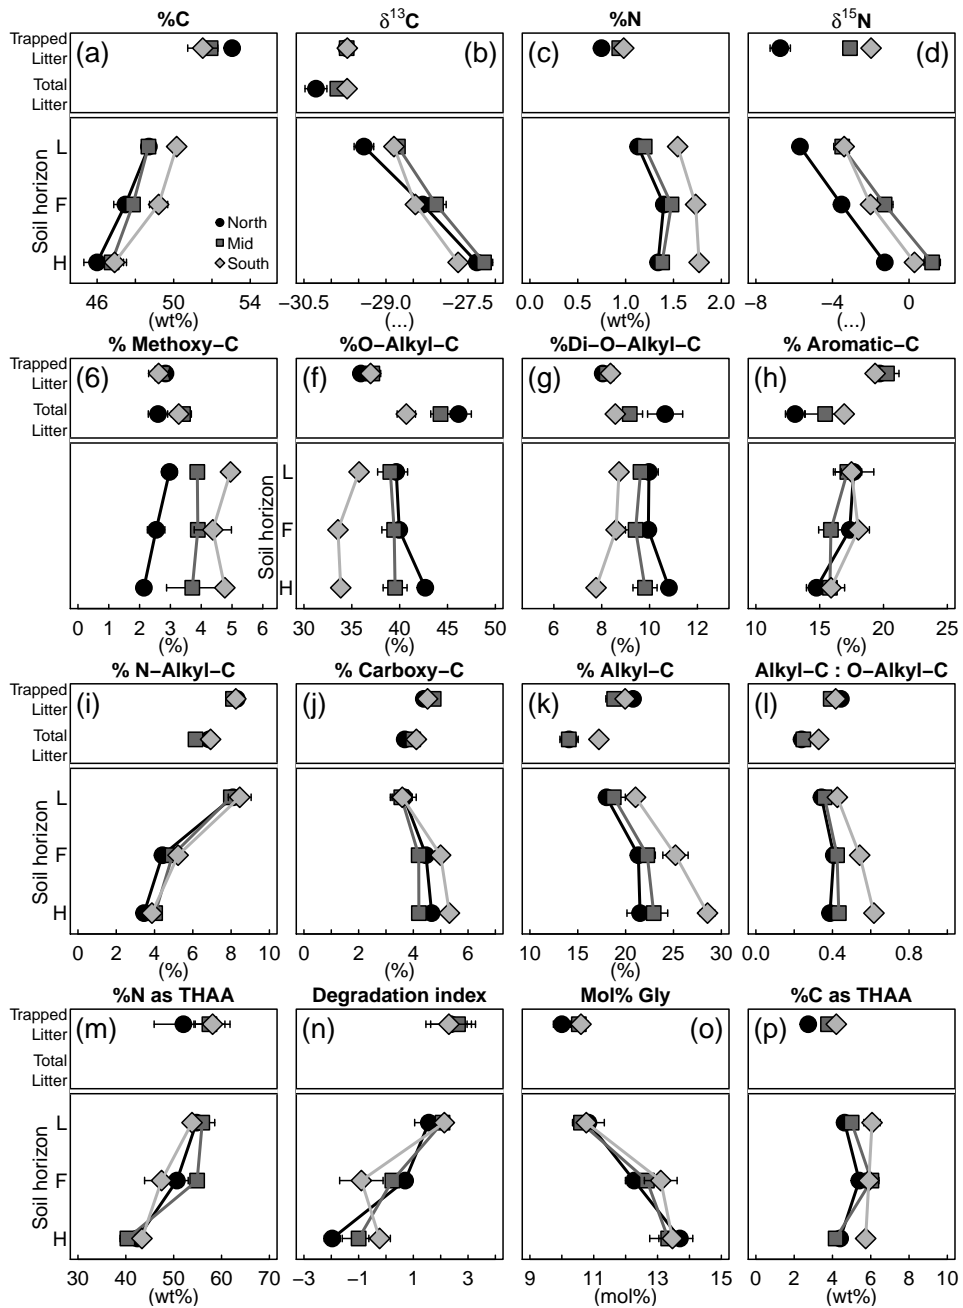 %C δ¹³C %N δ¹⁵N
Trapped Litter (a) (b) (c) (d)
Total Litter
Soil horizon
L
F
H
North
Mid
South
46 50 54 −30.5 −29.0 −27.5 0.0 0.5 1.0 1.5 2.0 −8 −4 0
(wt%) (...) (wt%) (...)
% Methoxy−C %O−Alkyl−C %Di−O−Alkyl−C % Aromatic−C
Trapped Litter (6) (f) (g) (h)
Total Litter
Soil horizon
L
F
H
0 1 2 3 4 5 6 30 35 40 45 50 6 8 10 12 10 15 20 25
(%) (%) (%) (%)
% N−Alkyl−C % Carboxy−C % Alkyl−C Alkyl−C : O−Alkyl−C
Trapped Litter (i) (j) (k) (l)
Total Litter
Soil horizon
L
F
H
0 2 4 6 8 10 0 2 4 6 10 20 30 40 0.0 0.4 0.8
(%) (%) (%)
%N as THAA Degradation index Mol% Gly %C as THAA
Trapped Litter (m) (n) (o) (p)
Total Litter
Soil horizon
L
F
H
30 40 50 60 70 −3 −1 1 3 9 11 13 15 0 2 4 6 8 10
(wt%) (mol%) (wt%)